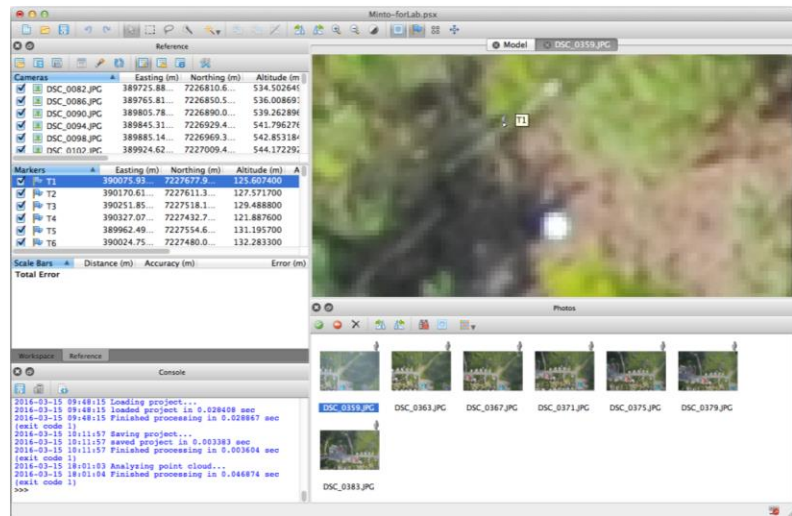 Minto-forLab.psx
Reference
Cameras Easting (m) Northing (m) Altitude (m
DSC_0082.JPG 389725.88... 7226810.6... 534.502649
DSC_0086.JPG 389765.81... 7226850.5... 536.008693
DSC_0090.JPG 389805.78... 7226890.0... 539.262896
DSC_0094.JPG 389845.31... 7226929.4... 541.796276
DSC_0098.JPG 389885.14... 7226969.3... 542.853184
DSC_0102.JPG 389924.62... 7227009.4... 544.172292
Markers Easting (m) Northing (m) Altitude (m) A
T1 390075.93... 7227677.9... 125.607400
T2 390170.61... 7227611.3... 127.571700
T3 390251.85... 7227518.1... 129.488800
T4 390327.07... 7227432.7... 121.887600
T5 389962.49... 7227554.6... 131.195700
T6 390024.75... 7227480.0... 132.283300
Scale Bars Distance (m) Accuracy (m) Error (m)
Total Error
Workspace Reference
Console
2016-03-15 09:48:15 Loading project...
2016-03-15 09:48:15 loaded project in 0.028408 sec
2016-03-15 09:48:15 Finished processing in 0.028867 sec
(exit code 1)
2016-03-15 10:11:57 Saving project...
2016-03-15 10:11:57 saved project in 0.003383 sec
2016-03-15 10:11:57 Finished processing in 0.003604 sec
(exit code 1)
2016-03-15 18:01:03 Analyzing point cloud...
2016-03-15 18:01:04 Finished processing in 0.046874 sec
(exit code 1)
>>>
Model DSC_0359.JPG
T1
Photos
DSC_0359.JPG DSC_0363.JPG DSC_0367.JPG DSC_0371.JPG DSC_0375.JPG DSC_0379.JPG
DSC_0383.JPG